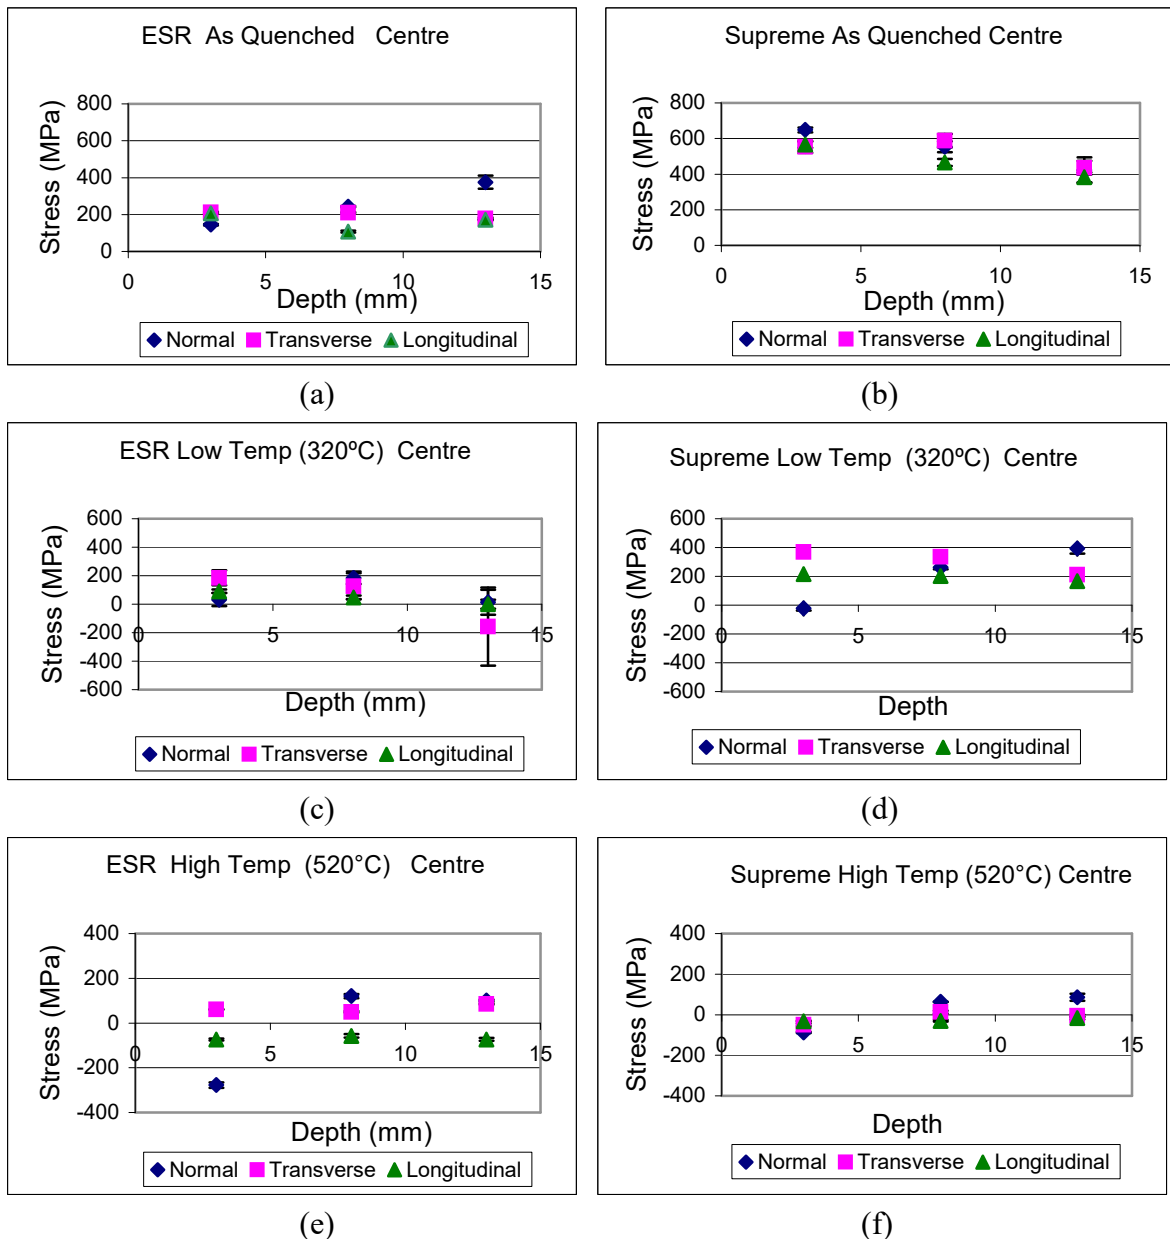 ESR As Quenched Centre
Stress (MPa)
800
600
400
200
0
0 5 10 15
Depth (mm)
Normal Transverse Longitudinal
(a)
Supreme As Quenched Centre
Stress (MPa)
800
600
400
200
0
0 5 10 15
Depth (mm)
Normal Transverse Longitudinal
(b)
ESR Low Temp (320ºC) Centre
Stress (MPa)
600
400
200
0
-200
-400
-600
0 5 10 15
Depth (mm)
Normal Transverse Longitudinal
(c)
Supreme Low Temp (320ºC) Centre
Stress (MPa)
600
400
200
0
-200
-400
-600
0 5 10 15
Depth
Normal Transverse Longitudinal
(d)
ESR High Temp (520°C) Centre
Stress (MPa)
400
200
0
-200
-400
0 5 10 15
Depth (mm)
Normal Transverse Longitudinal
(e)
Supreme High Temp (520°C) Centre
Stress (MPa)
400
200
0
-200
-400
0 5 10 15
Depth
Normal Transverse Longitudinal
(f)